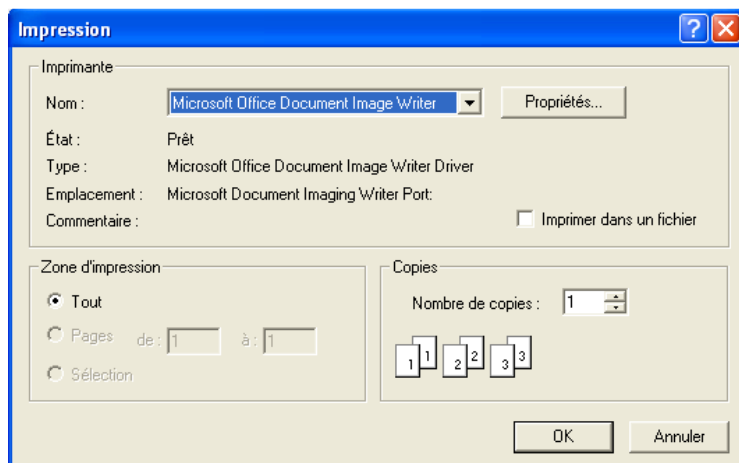 Impression
Imprimante
Nom : Microsoft Office Document Image Writer Propriétés...
État : Prêt
Type : Microsoft Office Document Image Writer Driver
Emplacement : Microsoft Document Imaging Writer Port:
Commentaire : Imprimer dans un fichier
Zone d'impression Copies
Tout Nombre de copies : 1
Pages de : 1 à : 1
1 1 2 2 3 3
Sélection
OK Annuler